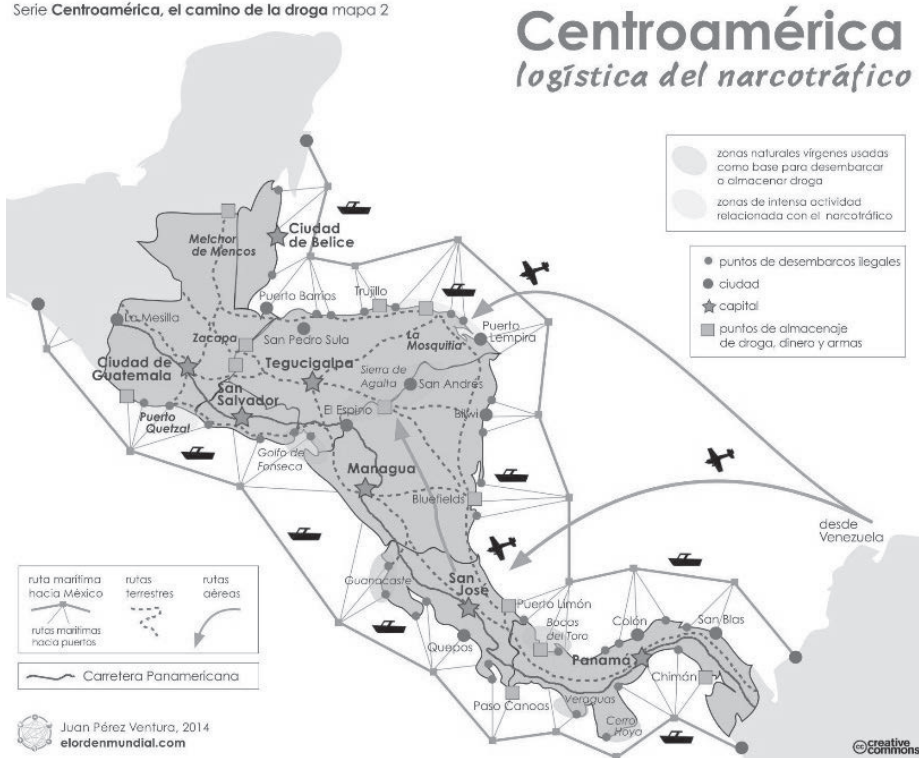 Serie Centroamérica, el camino de la droga mapa 2
Centroamérica
logística del narcotráfico
zonas naturales vírgenes usadas
como base para desembarcar
o almacenar droga
zonas de intensa actividad
relacionada con el narcotráfico
puntos de desembarcos ilegales
ciudad
capital
puntos de almacenaje
de droga, dinero y armas
Melchor
de Mencos
Ciudad
de Belice
Puerto Barrios
Trujillo
La Mesilla
Zacapa
San Pedro Sula
La
Mosquitia
Puerto
Lempira
Ciudad de
Guatemala
Tegucigalpa
Sierra de
Agalta
San Andrés
San
Salvador
El Espino
Bilwi
Puerto
Quetzal
Golfo de
Fonseca
Managua
Bluefields
desde
Venezuela
Guanacaste
San
José
Puerto Limón
Bocas
del Toro
Colón
San Blas
Quepos
Panamá
Chimán
Paso Canoas
Veraguas
Cerro
Hoya
ruta marítima
hacia México
rutas
terrestres
rutas
aéreas
rutas marítimas
hacia puertos
Carretera Panamericana
Juan Pérez Ventura, 2014
elordenmundial.com
cc creative
commons